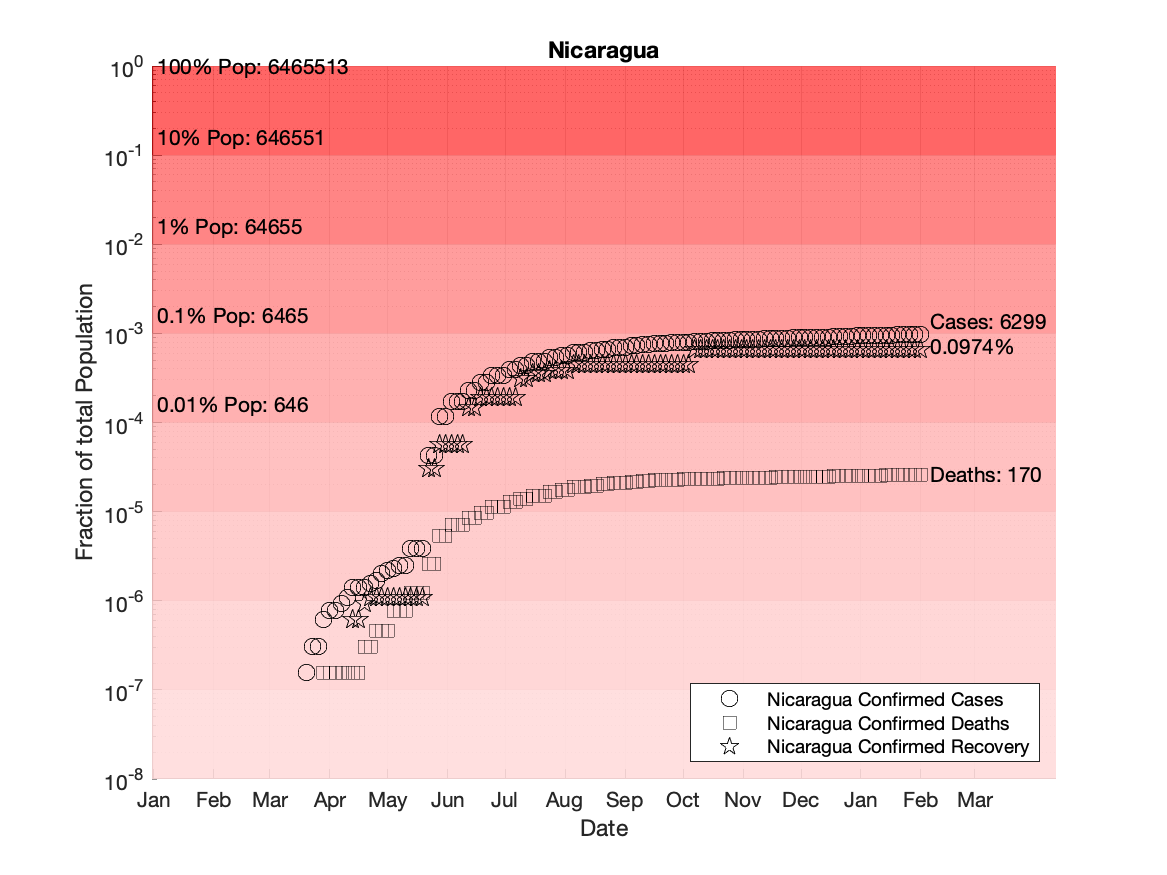 Nicaragua
10^0
100% Pop: 6465513
10% Pop: 646551
10^-1
1% Pop: 64655
10^-2
0.1% Pop: 6465
10^-3
Cases: 6299
0.0974%
0.01% Pop: 646
10^-4
Deaths: 170
10^-5
10^-6
10^-7
10^-8
Fraction of total Population
Nicaragua Confirmed Cases
Nicaragua Confirmed Deaths
Nicaragua Confirmed Recovery
Jan Feb Mar Apr May Jun Jul Aug Sep Oct Nov Dec Jan Feb Mar
Date